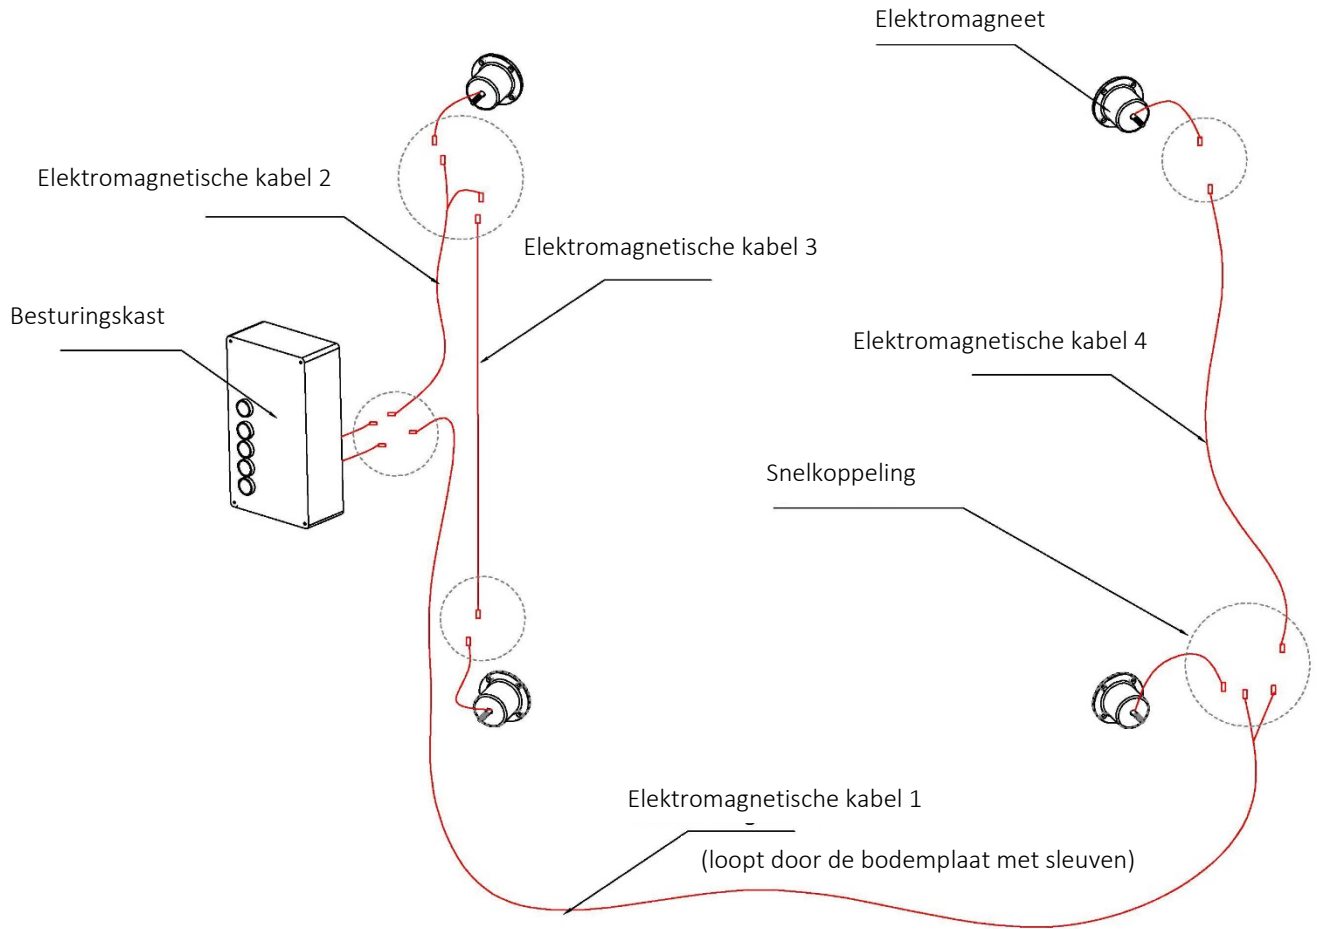 Elektromagneet
Elektromagnetische kabel 2
Elektromagnetische kabel 3
Besturingskast
Elektromagnetische kabel 4
Snelkoppeling
Elektromagnetische kabel 1
(loopt door de bodemplaat met sleuven)